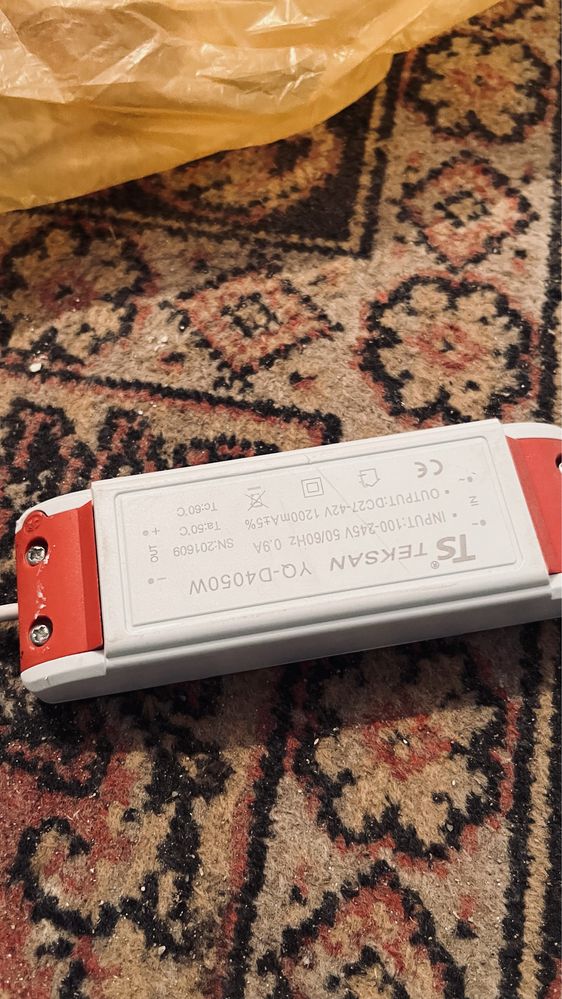 TS® TEKSAN YQ-D4050W
INPUT:100-245V 50/60Hz 0.9A SN:201609
• OUTPUT:DC27-42V 1200mA±5% Ta:50°C
Tc:60°C
~ IN ~
+ OUT -
CE